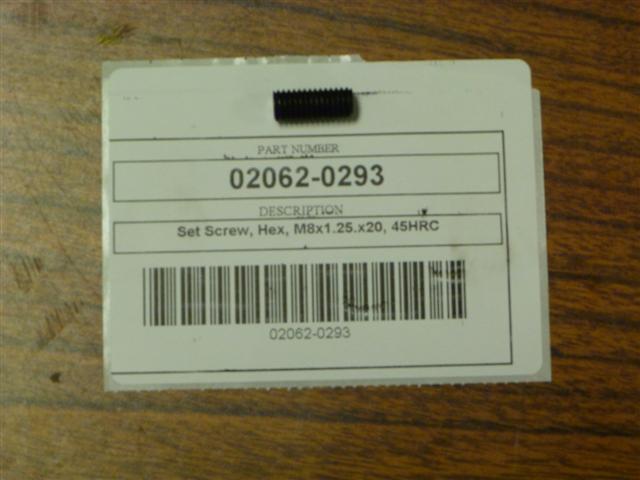 PART NUMBER
02062-0293
DESCRIPTION
Set Screw, Hex, M8x1.25.x20, 45HRC
02062-0293